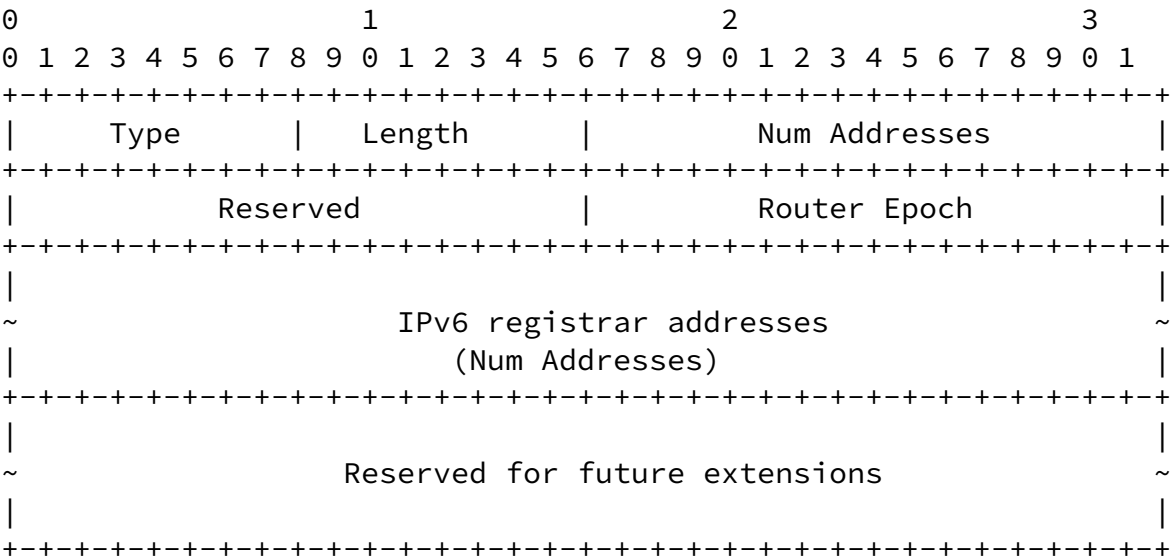 0                   1                   2                   3
0 1 2 3 4 5 6 7 8 9 0 1 2 3 4 5 6 7 8 9 0 1 2 3 4 5 6 7 8 9 0 1
+-+-+-+-+-+-+-+-+-+-+-+-+-+-+-+-+-+-+-+-+-+-+-+-+-+-+-+-+-+-+-+-+
|     Type      |   Length      |         Num Addresses         |
+-+-+-+-+-+-+-+-+-+-+-+-+-+-+-+-+-+-+-+-+-+-+-+-+-+-+-+-+-+-+-+-+
|           Reserved            |         Router Epoch          |
+-+-+-+-+-+-+-+-+-+-+-+-+-+-+-+-+-+-+-+-+-+-+-+-+-+-+-+-+-+-+-+-+
|                                                               |
~                     IPv6 registrar addresses                  ~
|                        (Num Addresses)                        |
+-+-+-+-+-+-+-+-+-+-+-+-+-+-+-+-+-+-+-+-+-+-+-+-+-+-+-+-+-+-+-+-+
|                                                               |
~                  Reserved for future extensions               ~
|                                                               |
+-+-+-+-+-+-+-+-+-+-+-+-+-+-+-+-+-+-+-+-+-+-+-+-+-+-+-+-+-+-+-+-+